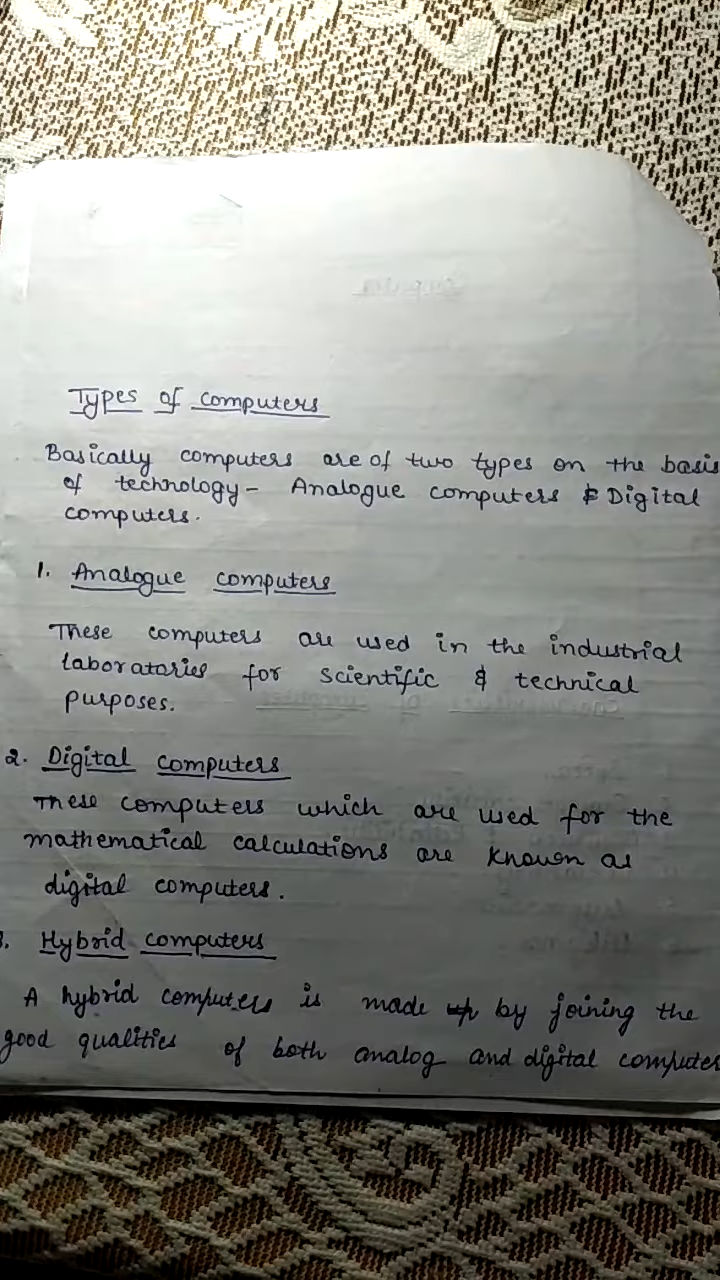 Types of computers
Basically computers are of two types on the basis
of technology - Analogue computers & Digital
computers.
1. Analogue computers
These computers are used in the industrial
laboratories for scientific & technical
purposes.
2. Digital computers
These computers which are used for the
mathematical calculations are known as
digital computers.
3. Hybrid computers
A hybrid computers is made up by joining the
good qualities of both analog and digital computer